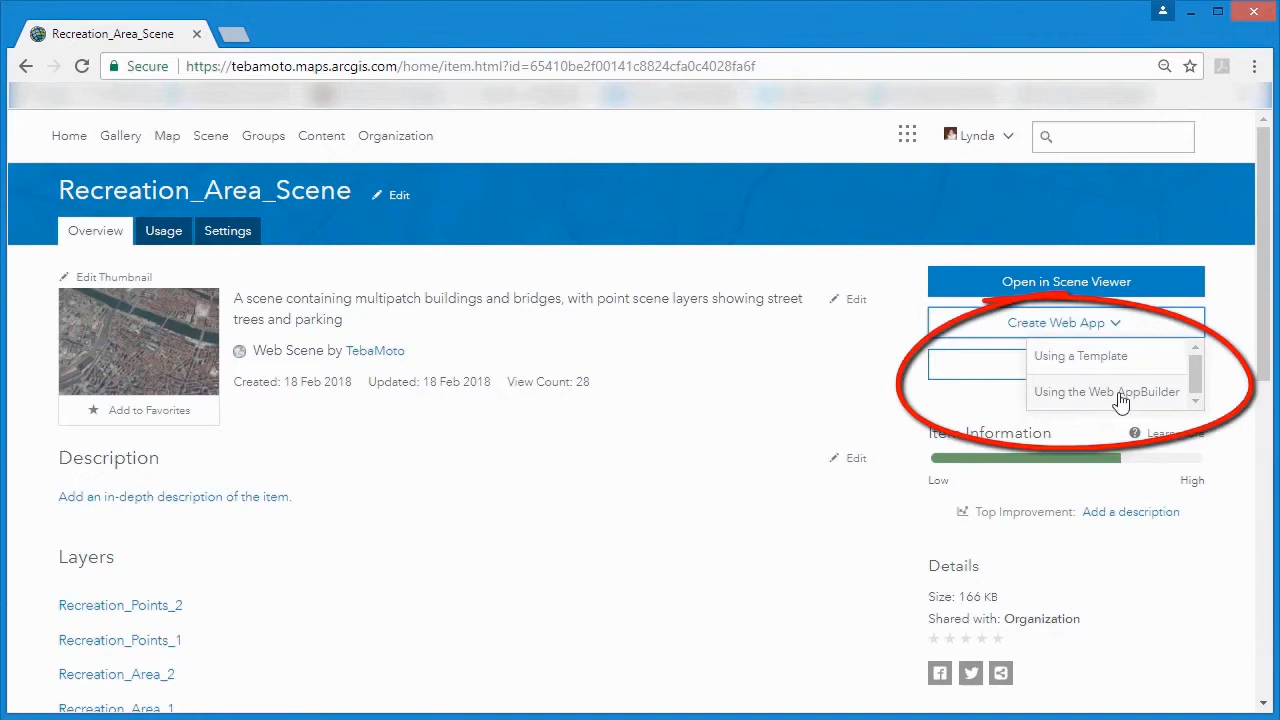 Recreation_Area_Scene
Secure https://tebamoto.maps.arcgis.com/home/item.html?id=65410be2f00141c8824cfa0c4028fa6f
Home Gallery Map Scene Groups Content Organization Lynda
Recreation_Area_Scene Edit
Overview Usage Settings
Edit Thumbnail
A scene containing multipatch buildings and bridges, with point scene layers showing street
trees and parking
Edit
Web Scene by TebaMoto
Created: 18 Feb 2018 Updated: 18 Feb 2018 View Count: 28
Add to Favorites
Open in Scene Viewer
Create Web App
Using a Template
Using the Web AppBuilder
Description Edit
Add an in-depth description of the item.
Layers
Recreation_Points_2
Recreation_Points_1
Recreation_Area_2
Recreation_Area_1
Item Information
Low High
Top Improvement: Add a description
Details
Size: 166 KB
Shared with: Organization